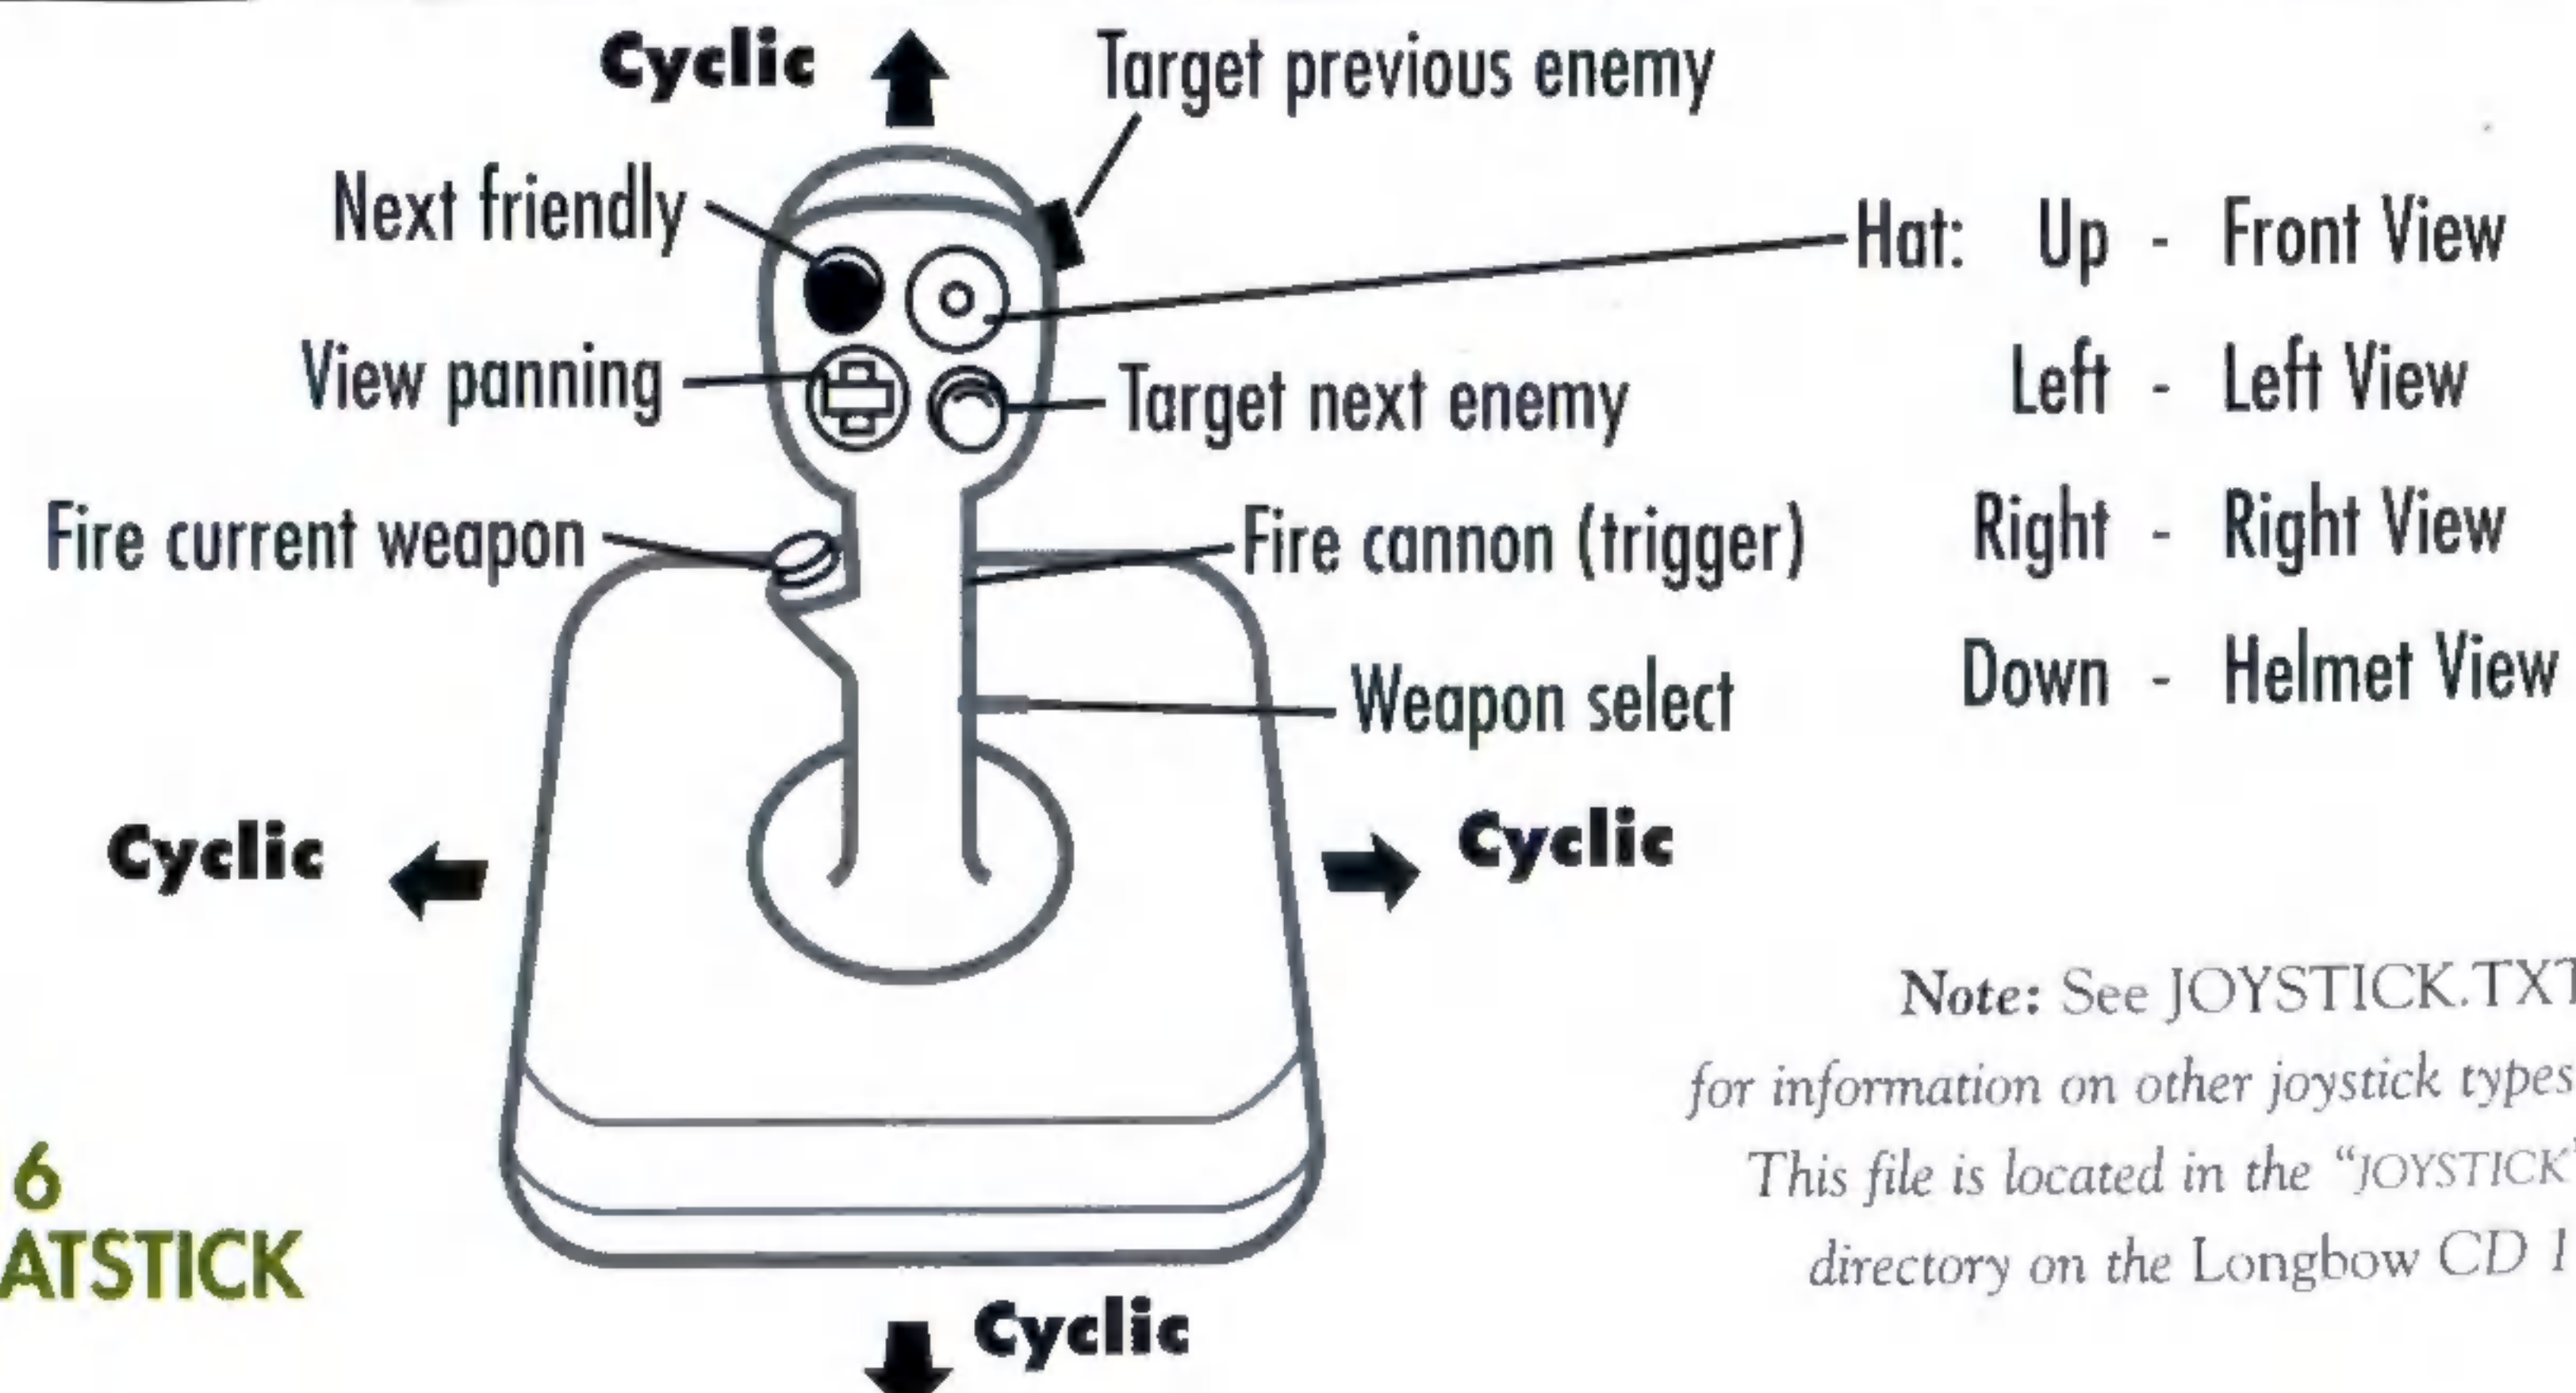 Cyclic
Target previous enemy
Next friendly
Hat: Up - Front View
View panning
Target next enemy
Left - Left View
Fire current weapon
Fire cannon (trigger)
Right - Right View
Weapon select
Down - Helmet View
Cyclic
Cyclic
Note: See JOYSTICK.TXT
for information on other joystick types
This file is located in the “JOYSTICK”
directory on the Longbow CD 1
6
ATSTICK
Cyclic